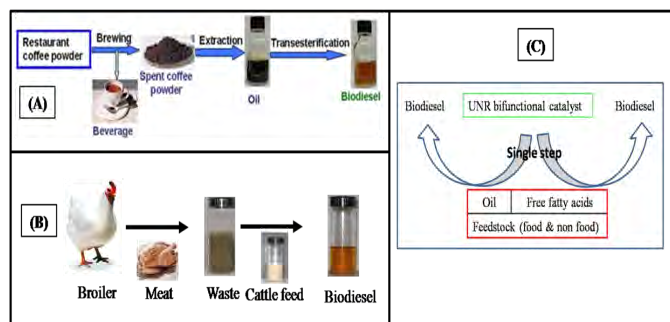 Restaurant
coffee powder
Brewing
Extraction
Transesterification
Spent coffee
powder
Oil
Biodiesel
Beverage
(A)
(B)
Broiler
Meat
Waste
Cattle feed
Biodiesel
(C)
Biodiesel
UNR bifunctional catalyst
Biodiesel
Single step
Oil
Free fatty acids
Feedstock (food & non food)